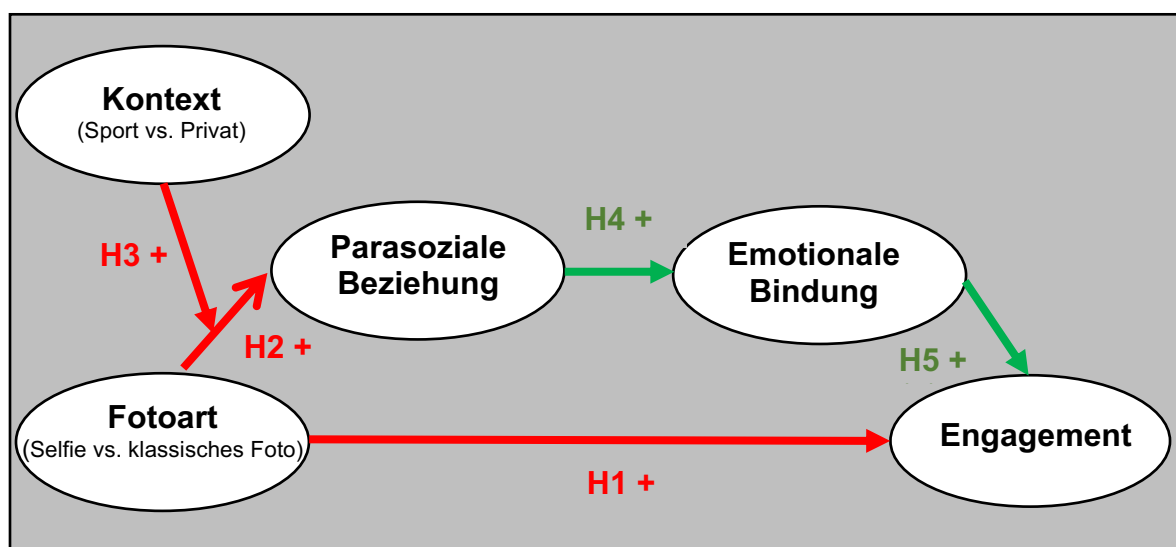 Kontext
(Sport vs. Privat)
H3 +
H2 +
Parasoziale
Beziehung
H4 +
Emotionale
Bindung
H5 +
Fotoart
(Selfie vs. klassisches Foto)
H1 +
Engagement